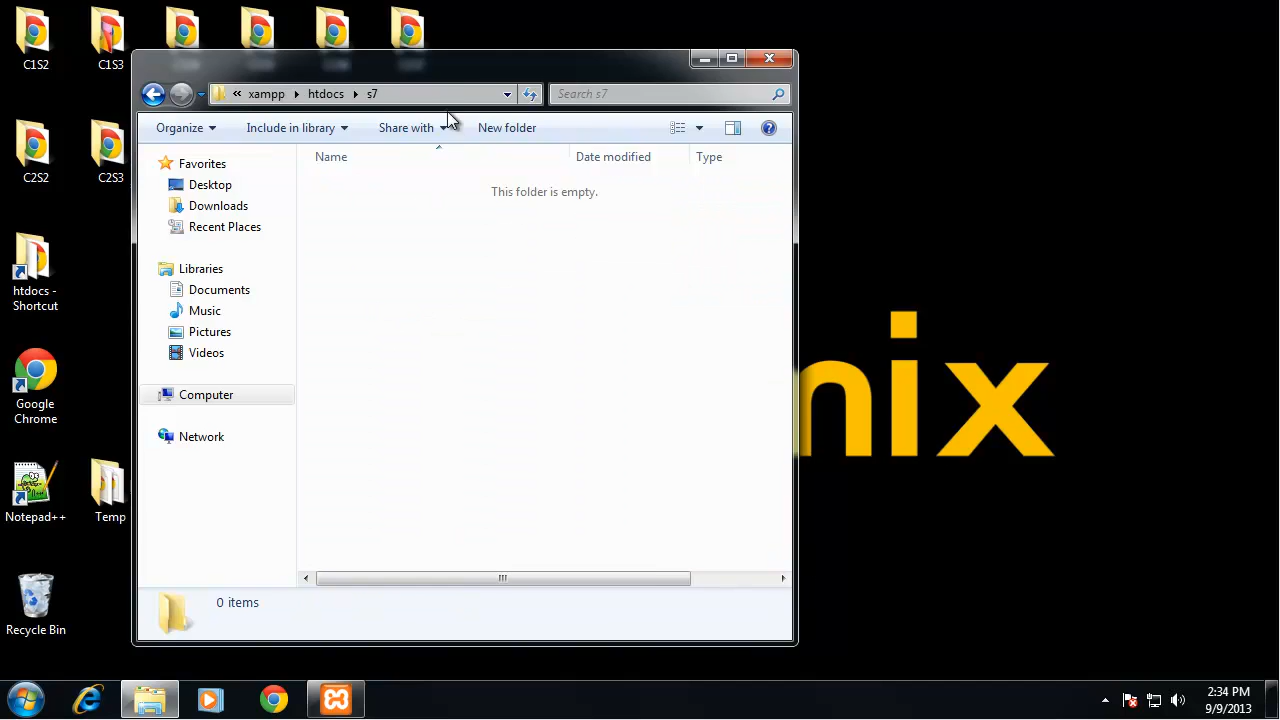 C1S2
C1S3
« xampp ▸ htdocs ▸ s7
Search s7
Organize
Include in library
Share with
New folder
Name
Date modified
Type
This folder is empty.
Favorites
Desktop
Downloads
Recent Places
Libraries
Documents
Music
Pictures
Videos
Computer
Network
0 items
C2S2
C2S3
htdocs -
Shortcut
Google
Chrome
Notepad++
Temp
Recycle Bin
nix
2:34 PM
9/9/2013